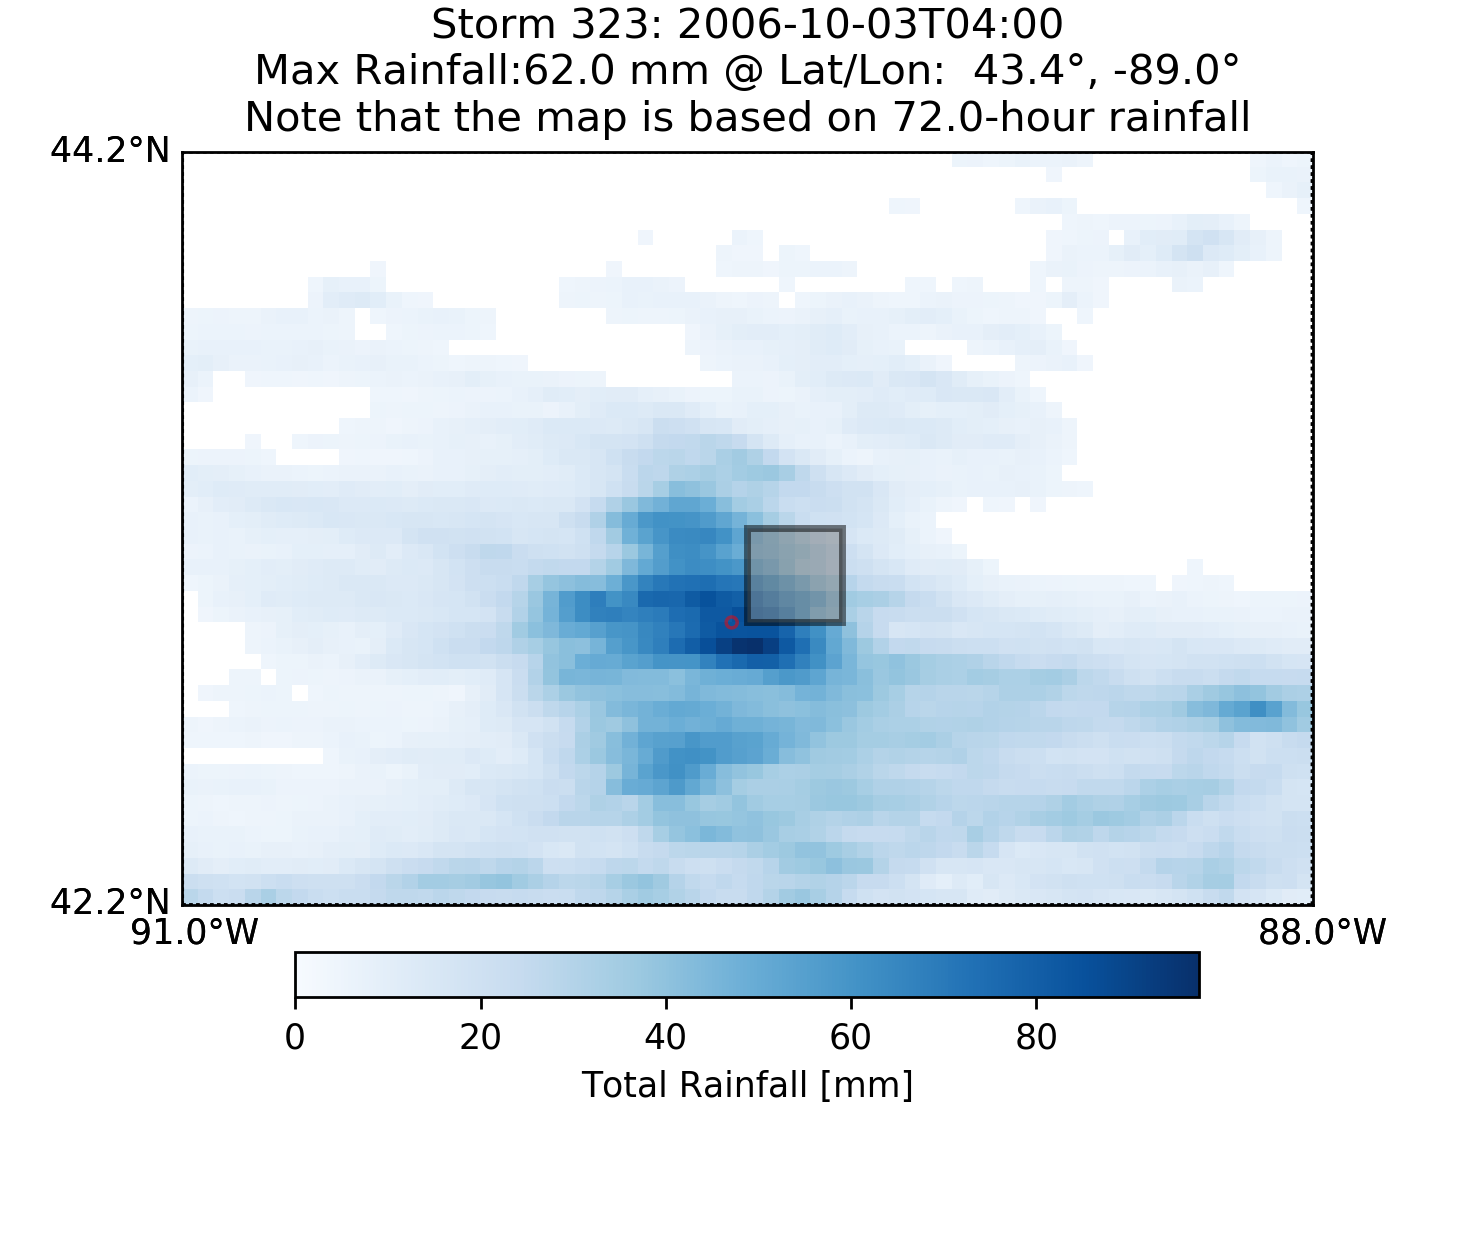 Storm 323: 2006-10-03T04:00
Max Rainfall:62.0 mm @ Lat/Lon:  43.4°, -89.0°
Note that the map is based on 72.0-hour rainfall
44.2°N
42.2°N
91.0°W 88.0°W
0 20 40 60 80
Total Rainfall [mm]